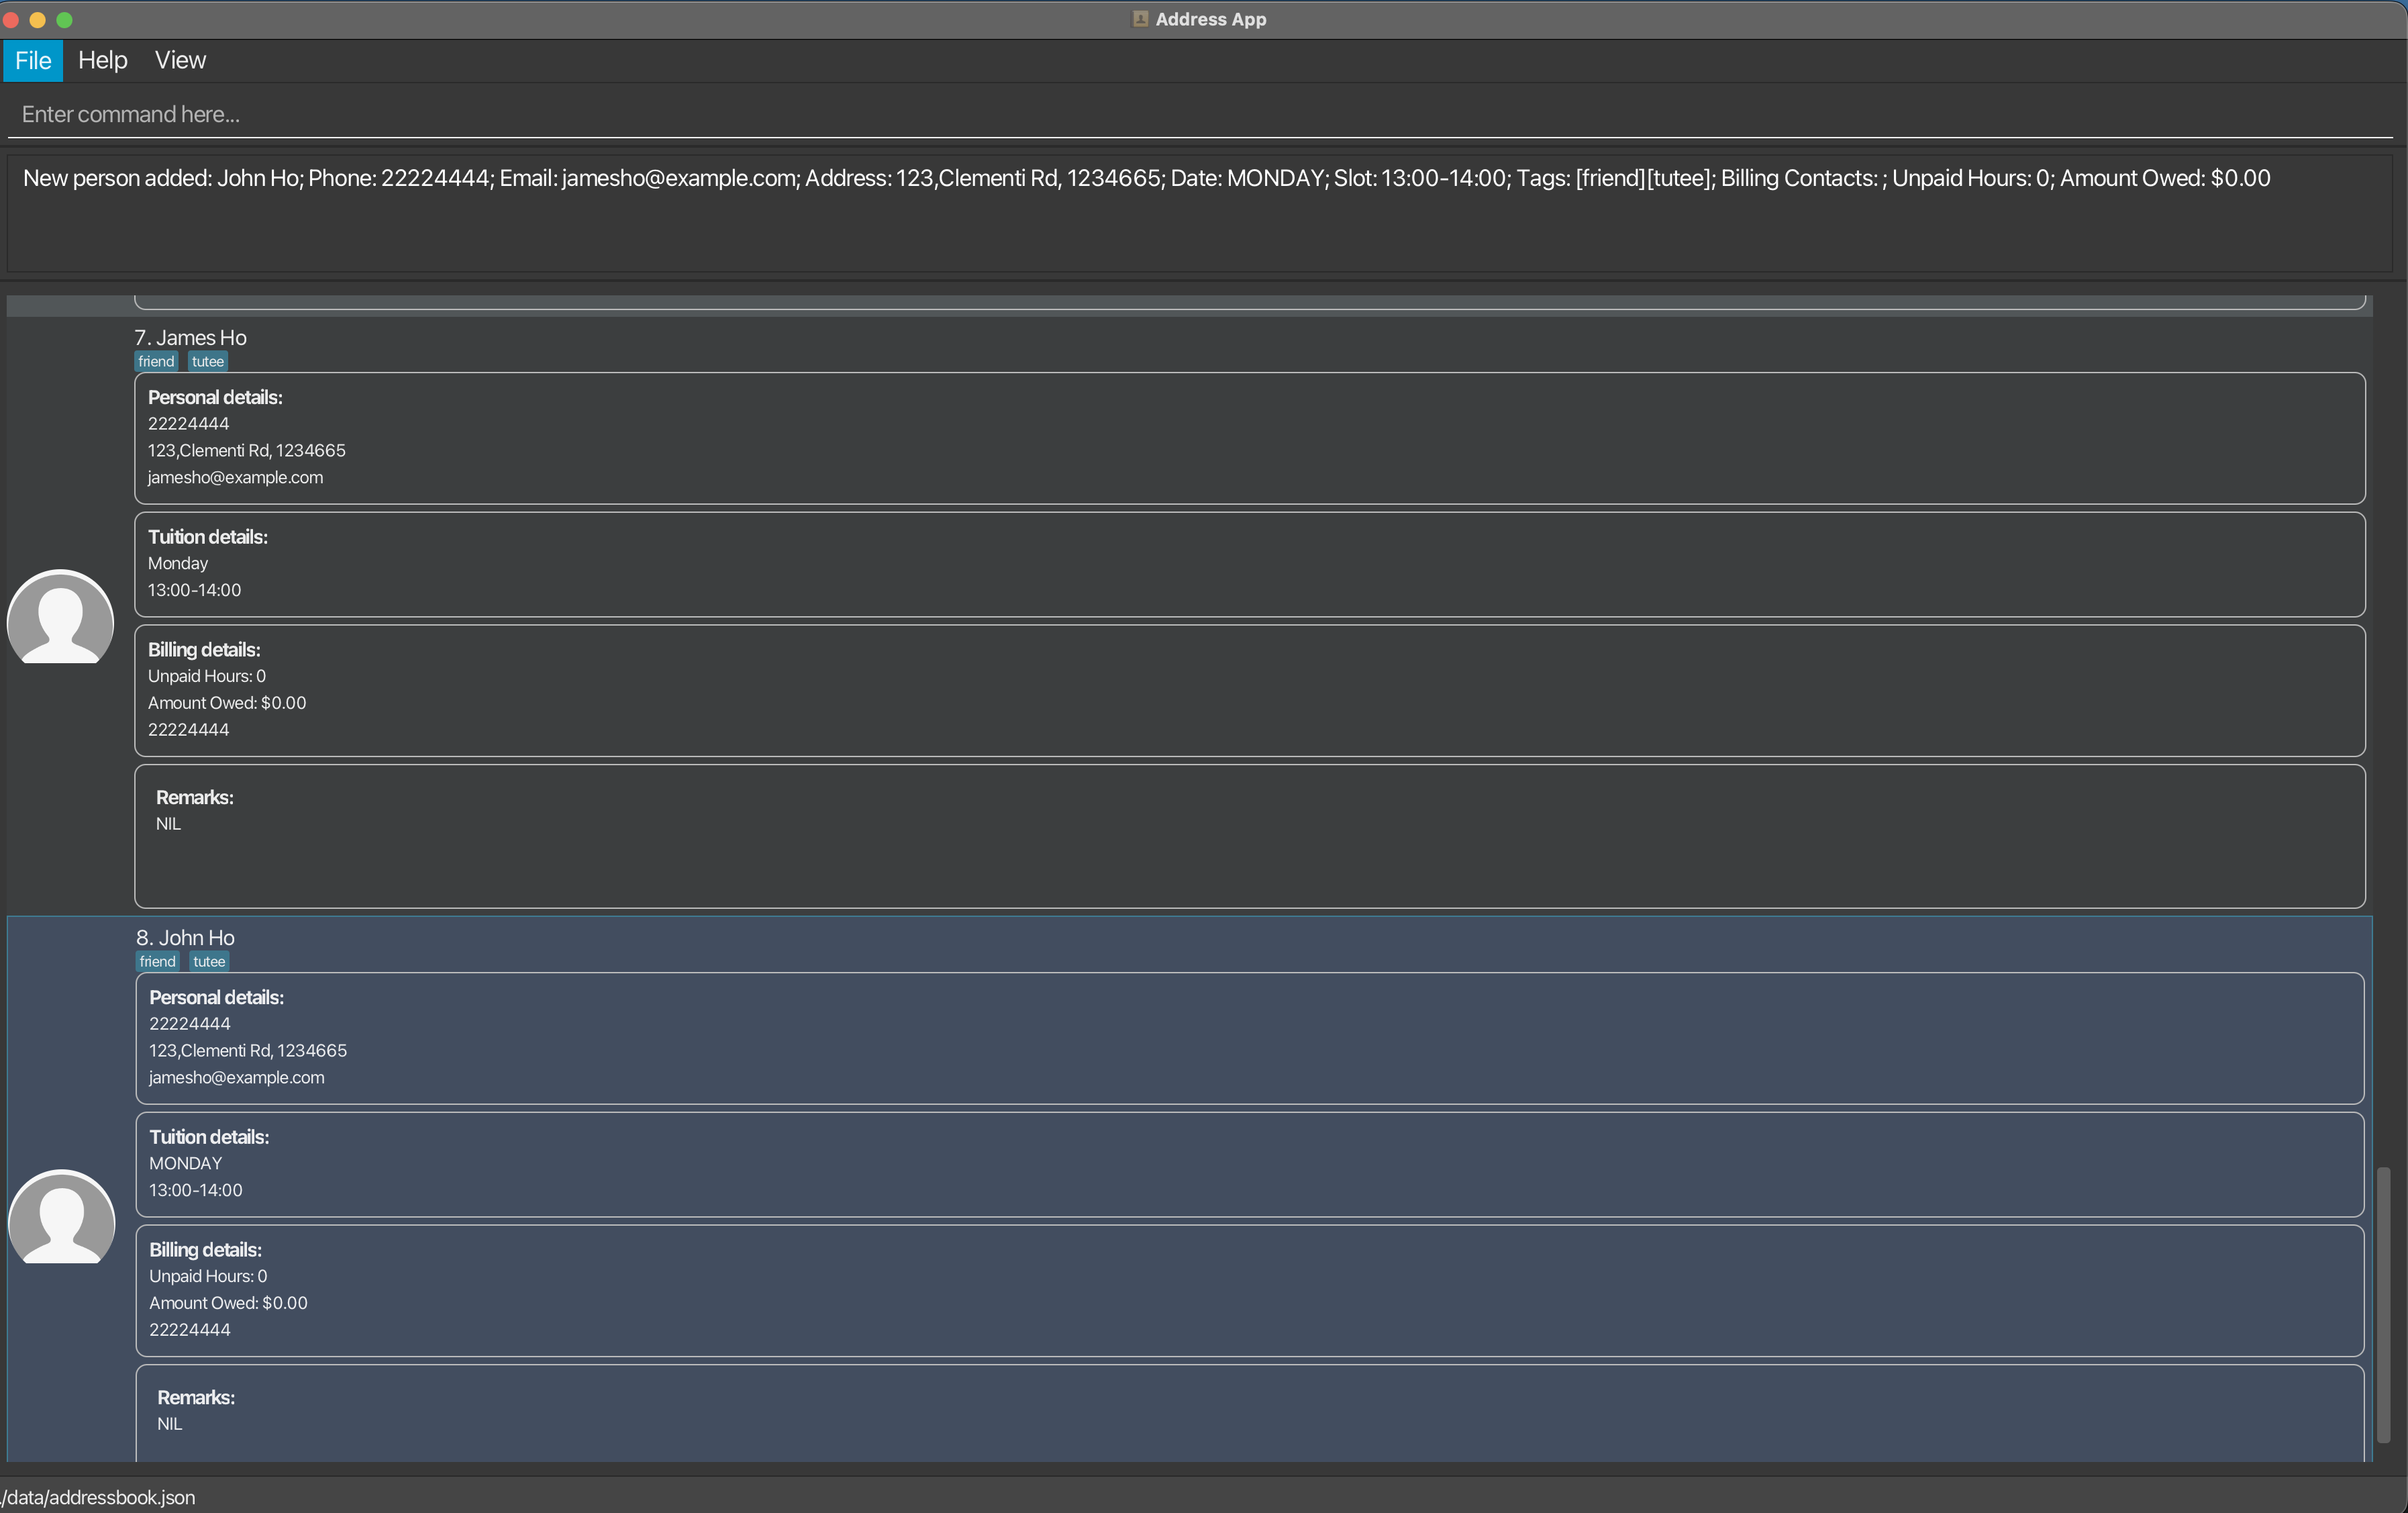 Address App
File Help View
Enter command here...
New person added: John Ho; Phone: 22224444; Email: jamesho@example.com; Address: 123,Clementi Rd, 1234665; Date: MONDAY; Slot: 13:00-14:00; Tags: [friend][tutee]; Billing Contacts: ; Unpaid Hours: 0; Amount Owed: $0.00
7. James Ho
friend tutee
Personal details:
22224444
123,Clementi Rd, 1234665
jamesho@example.com
Tuition details:
Monday
13:00-14:00
Billing details:
Unpaid Hours: 0
Amount Owed: $0.00
22224444
Remarks:
NIL
8. John Ho
friend tutee
Personal details:
22224444
123,Clementi Rd, 1234665
jamesho@example.com
Tuition details:
MONDAY
13:00-14:00
Billing details:
Unpaid Hours: 0
Amount Owed: $0.00
22224444
Remarks:
NIL
./data/addressbook.json